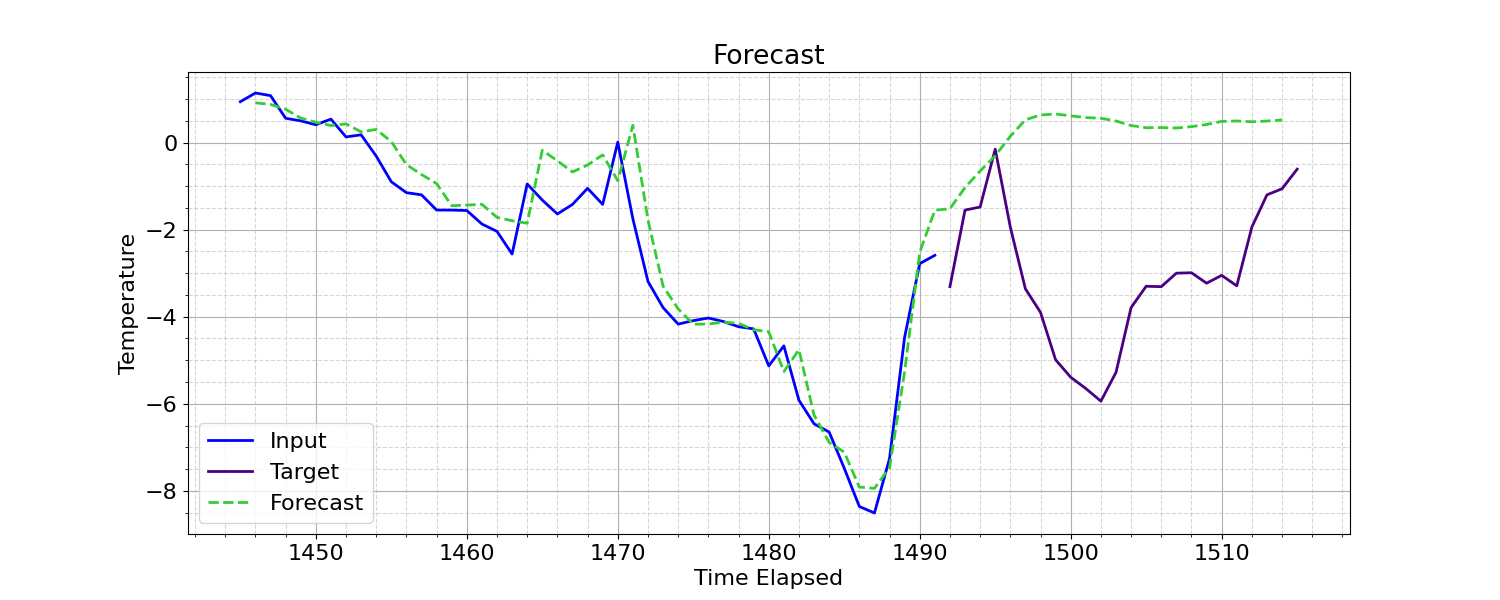 Forecast
Temperature
0
−2
−4
−6
−8
Input
Target
Forecast
1450 1460 1470 1480 1490 1500 1510
Time Elapsed